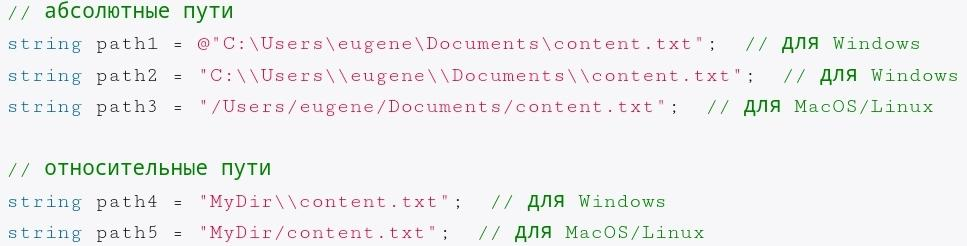 // абсолютные пути
string path1 = @"C:\Users\eugene\Documents\content.txt";  // для Windows
string path2 = "C:\\Users\\eugene\\Documents\\content.txt";  // для Windows
string path3 = "/Users/eugene/Documents/content.txt";  // для MacOS/Linux

// относительные пути
string path4 = "MyDir\\content.txt";  // для Windows
string path5 = "MyDir/content.txt";  // для MacOS/Linux